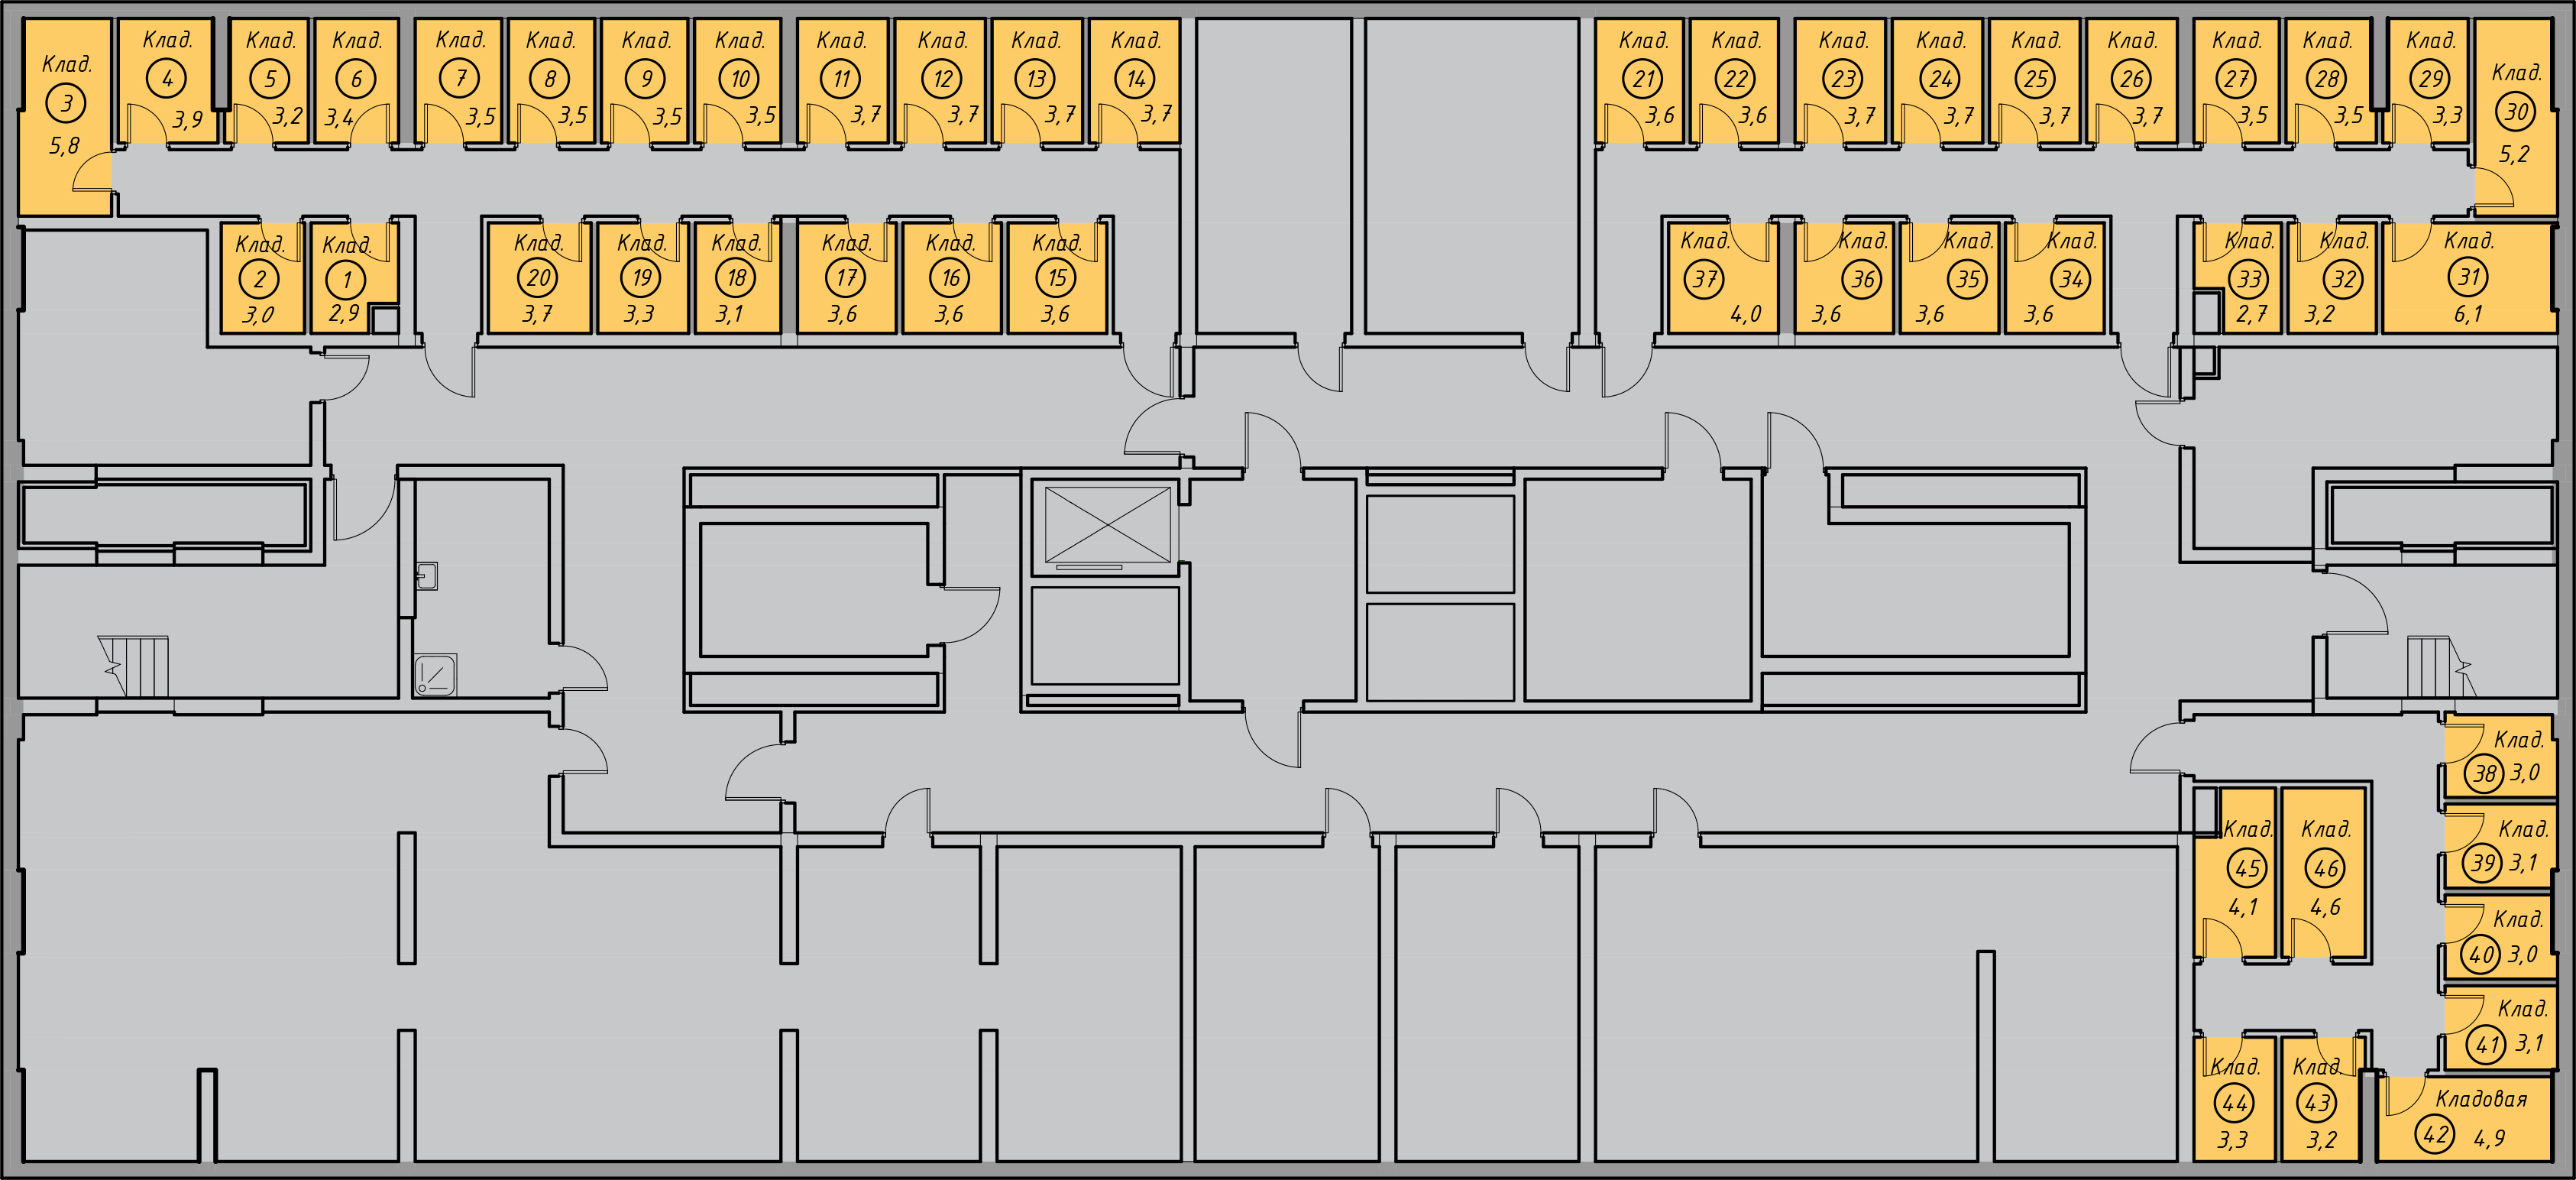 Клад.
3
5,8
Клад.
4
3,9
Клад.
5
3,2
Клад.
6
3,4
Клад.
7
3,5
Клад.
8
3,5
Клад.
9
3,5
Клад.
10
3,5
Клад.
11
3,7
Клад.
12
3,7
Клад.
13
3,7
Клад.
14
3,7
Клад.
21
3,6
Клад.
22
3,6
Клад.
23
3,7
Клад.
24
3,7
Клад.
25
3,7
Клад.
26
3,7
Клад.
27
3,5
Клад.
28
3,5
Клад.
29
3,3
Клад.
30
5,2
Клад.
2
3,0
Клад.
1
2,9
Клад.
20
3,7
Клад.
19
3,3
Клад.
18
3,1
Клад.
17
3,6
Клад.
16
3,6
Клад.
15
3,6
Клад.
37
4,0
Клад.
36
3,6
Клад.
35
3,6
Клад.
34
3,6
Клад.
33
2,7
Клад.
32
3,2
Клад.
31
6,1
Клад.
38 3,0
Клад.
39 3,1
Клад.
40 3,0
Клад.
41 3,1
Клад.
45
4,1
Клад.
46
4,6
Клад.
44
3,3
Клад.
43
3,2
Кладовая
42 4,9